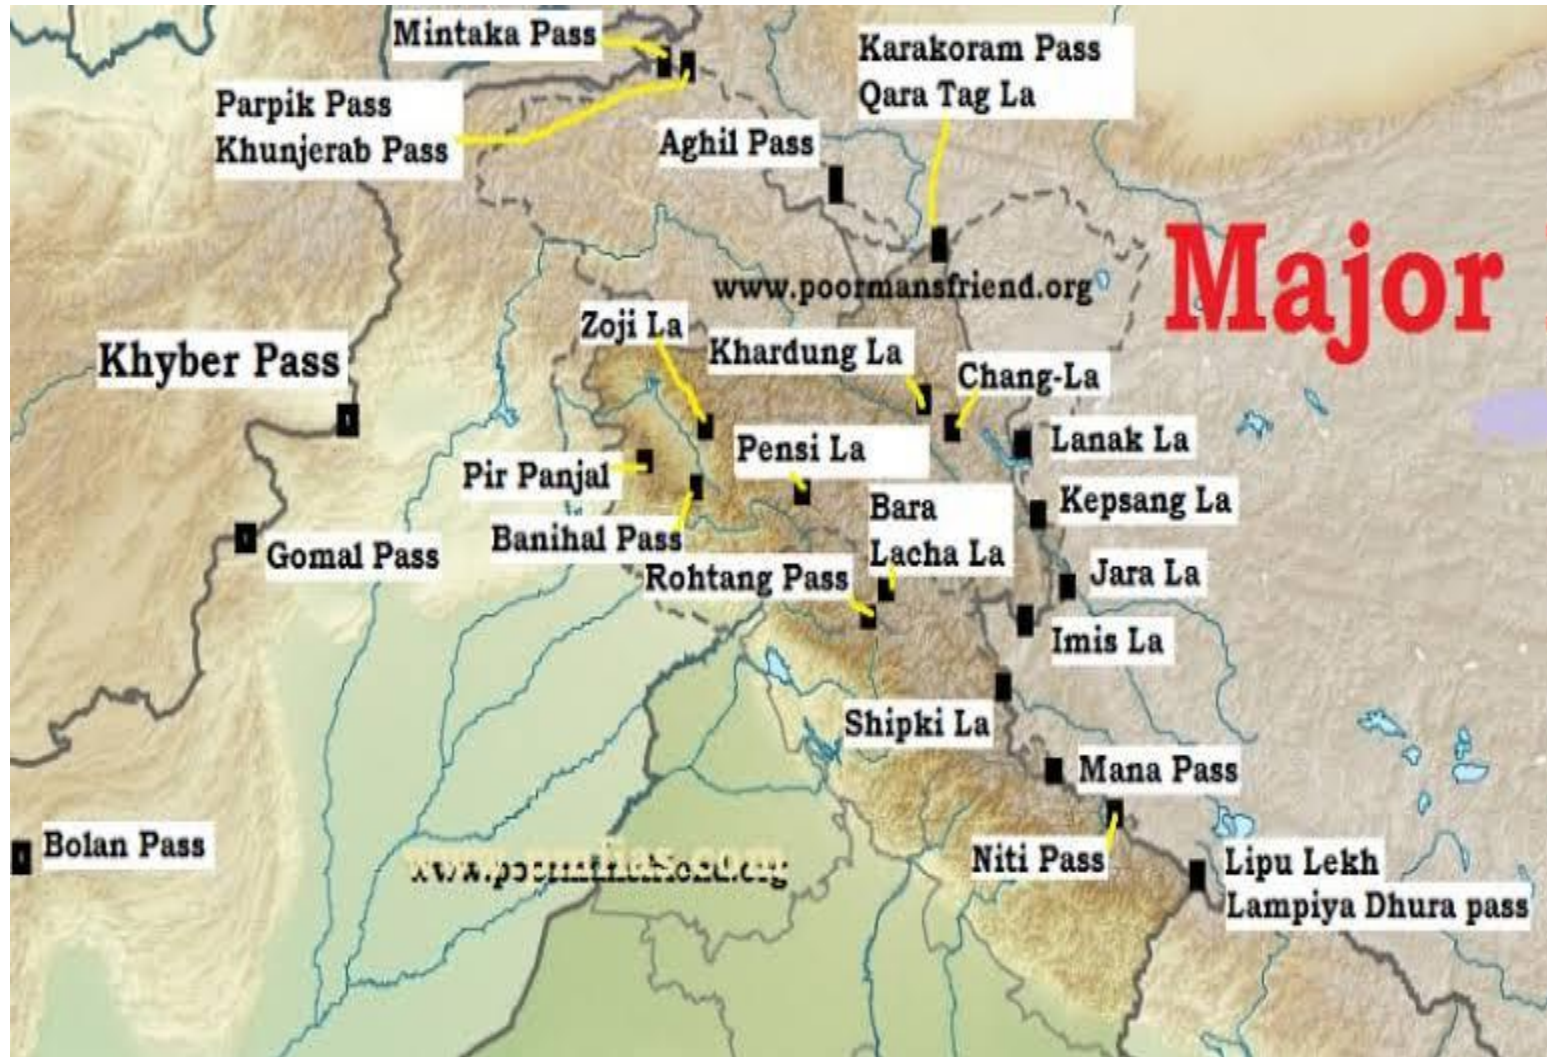 Mintaka Pass
Karakoram Pass
Qara Tag La
Parpik Pass
Khunjerab Pass
Aghil Pass
Major
www.poormansfriend.org
Zoji La
Khardung La
Khyber Pass
Chang-La
Pensi La
Lanak La
Pir Panjal
Kepsang La
Bara
Lacha La
Banihal Pass
Gomal Pass
Rohtang Pass
Jara La
Imis La
Shipki La
Mana Pass
Bolan Pass
Niti Pass
Lipu Lekh
Lampiya Dhura pass